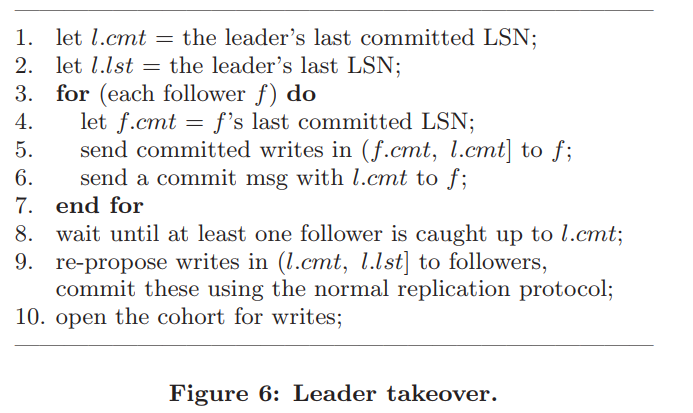 1. let l.cmt = the leader’s last committed LSN;
2. let l.lst = the leader’s last LSN;
3. for (each follower f) do
4. let f.cmt = f’s last committed LSN;
5. send committed writes in (f.cmt, l.cmt] to f;
6. send a commit msg with l.cmt to f;
7. end for
8. wait until at least one follower is caught up to l.cmt;
9. re-propose writes in (l.cmt, l.lst] to followers,
commit these using the normal replication protocol;
10. open the cohort for writes;
Figure 6: Leader takeover.